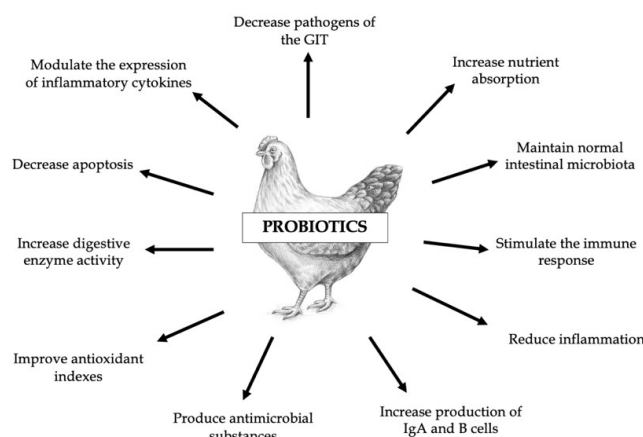 Decrease pathogens of
the GIT
Increase nutrient
absorption
Maintain normal
intestinal microbiota
Stimulate the immune
response
Reduce inflammation
Increase production of
IgA and B cells
Produce antimicrobial
substances
Improve antioxidant
indexes
Increase digestive
enzyme activity
Decrease apoptosis
Modulate the expression
of inflammatory cytokines
PROBIOTICS